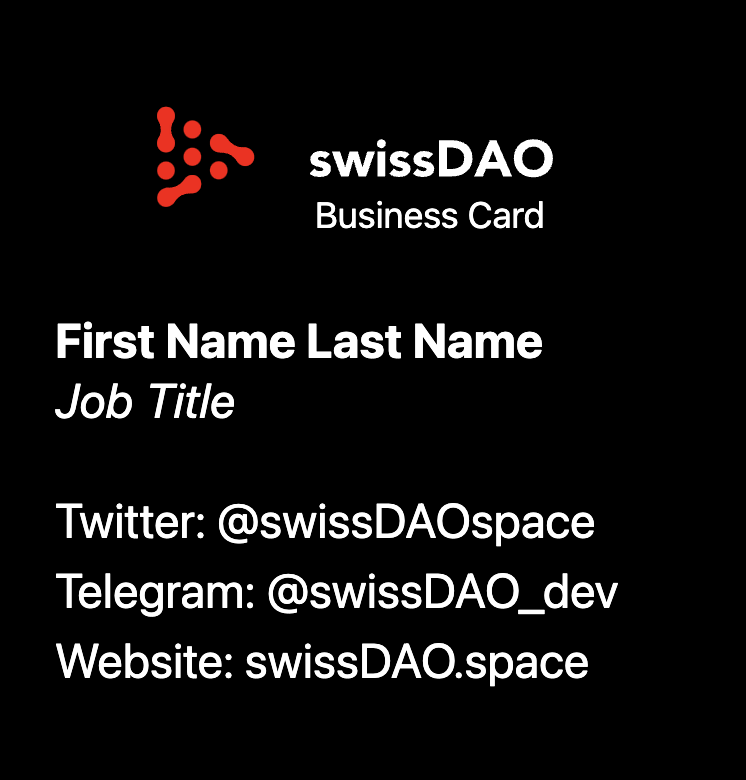 swissDAO
Business Card
First Name Last Name
Job Title
Twitter: @swissDAOspace
Telegram: @swissDAO_dev
Website: swissDAO.space